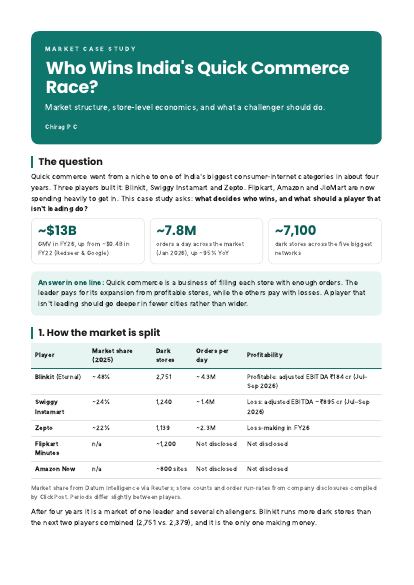 MARKET CASE STUDY
Who Wins India's Quick Commerce
Race?
Market structure, store-level economics, and what a challenger should do.
Chirag P C
The question
Quick commerce went from a niche to one of India's biggest consumer-internet categories in about four
years. Three players built it: Blinkit, Swiggy Instamart and Zepto. Flipkart, Amazon and JioMart are now
spending heavily to get in. This case study asks: what decides who wins, and what should a player that
isn't leading do?
~$13B
~7.8M
~7,100
GMV in FY26, up from ~$0.4B in
FY22 (Redseer & Google)
orders a day across the market
(Jan 2026), up ~95% YoY
dark stores across the five biggest
networks
Answer in one line: Quick commerce is a business of filling each store with enough orders. The
leader pays for its expansion from profitable stores, while the others pay with losses. A player that
isn't leading should go deeper in fewer cities rather than wider.
1. How the market is split
Player Market share (2025) Dark stores Orders per day Profitability
Blinkit (Eternal) ~48% 2,751 ~4.3M Profitable: adjusted EBITDA ₹184 cr (Jul–
Sep 2026)
Swiggy Instamart ~24% 1,240 ~1.4M Loss: adjusted EBITDA −₹895 cr (Jul–Sep
2026)
Zepto ~22% 1,139 ~2.3M Loss-making in FY26
Flipkart Minutes n/a ~1,200 Not disclosed Not disclosed
Amazon Now n/a ~800 sites Not disclosed Not disclosed
Market share from Datum Intelligence via Reuters; store counts and order run-rates from company disclosures compiled
by ClickPost. Periods differ slightly between players.
After four years it is a market of one leader and several challengers. Blinkit runs more dark stores than
the next two players combined (2,751 vs. 2,379), and it is the only one making money.